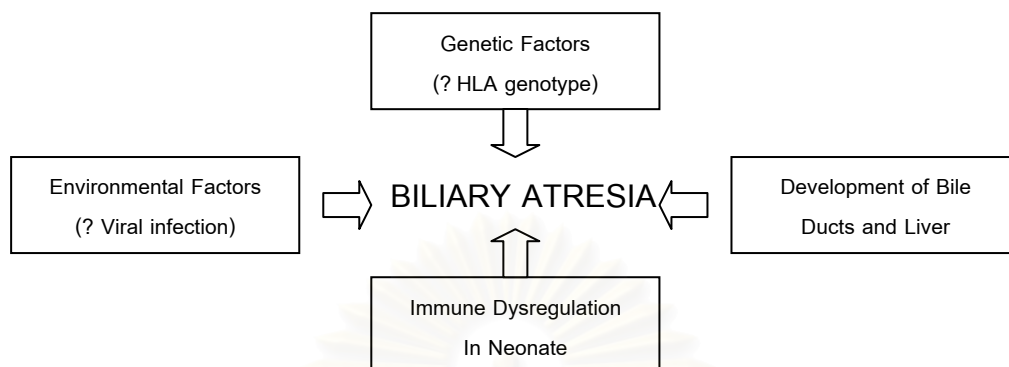 Genetic Factors
(? HLA genotype)
Environmental Factors
(? Viral infection)
BILIARY ATRESIA
Development of Bile
Ducts and Liver
Immune Dysregulation
In Neonate